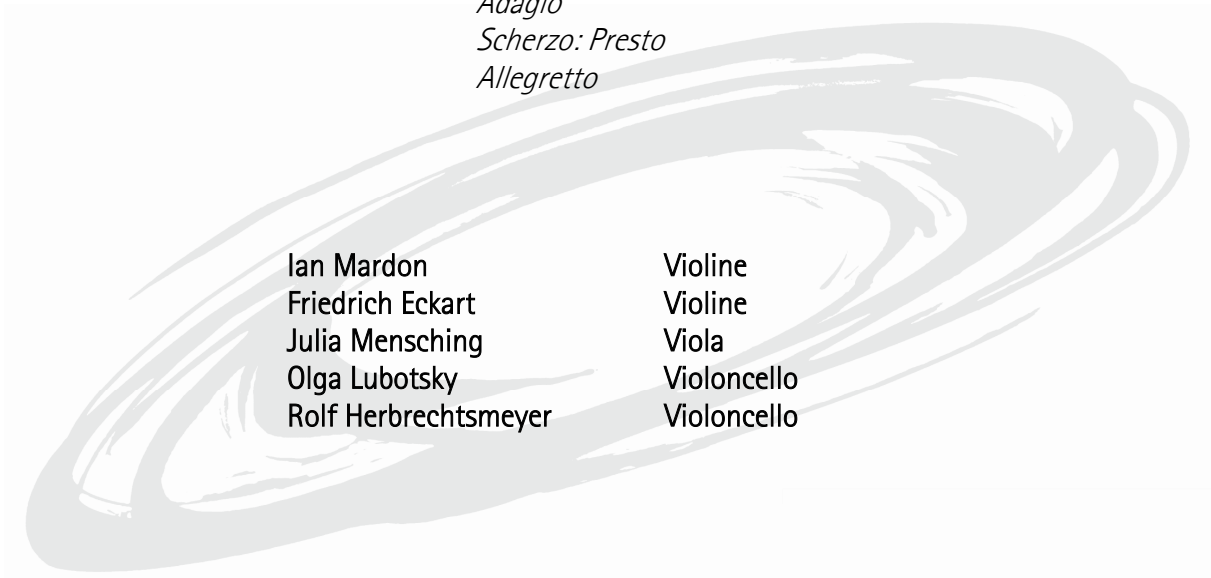 Adagio
Scherzo: Presto
Allegretto
Ian Mardon Violine
Friedrich Eckart Violine
Julia Mensching Viola
Olga Lubotsky Violoncello
Rolf Herbrechtsmeyer Violoncello